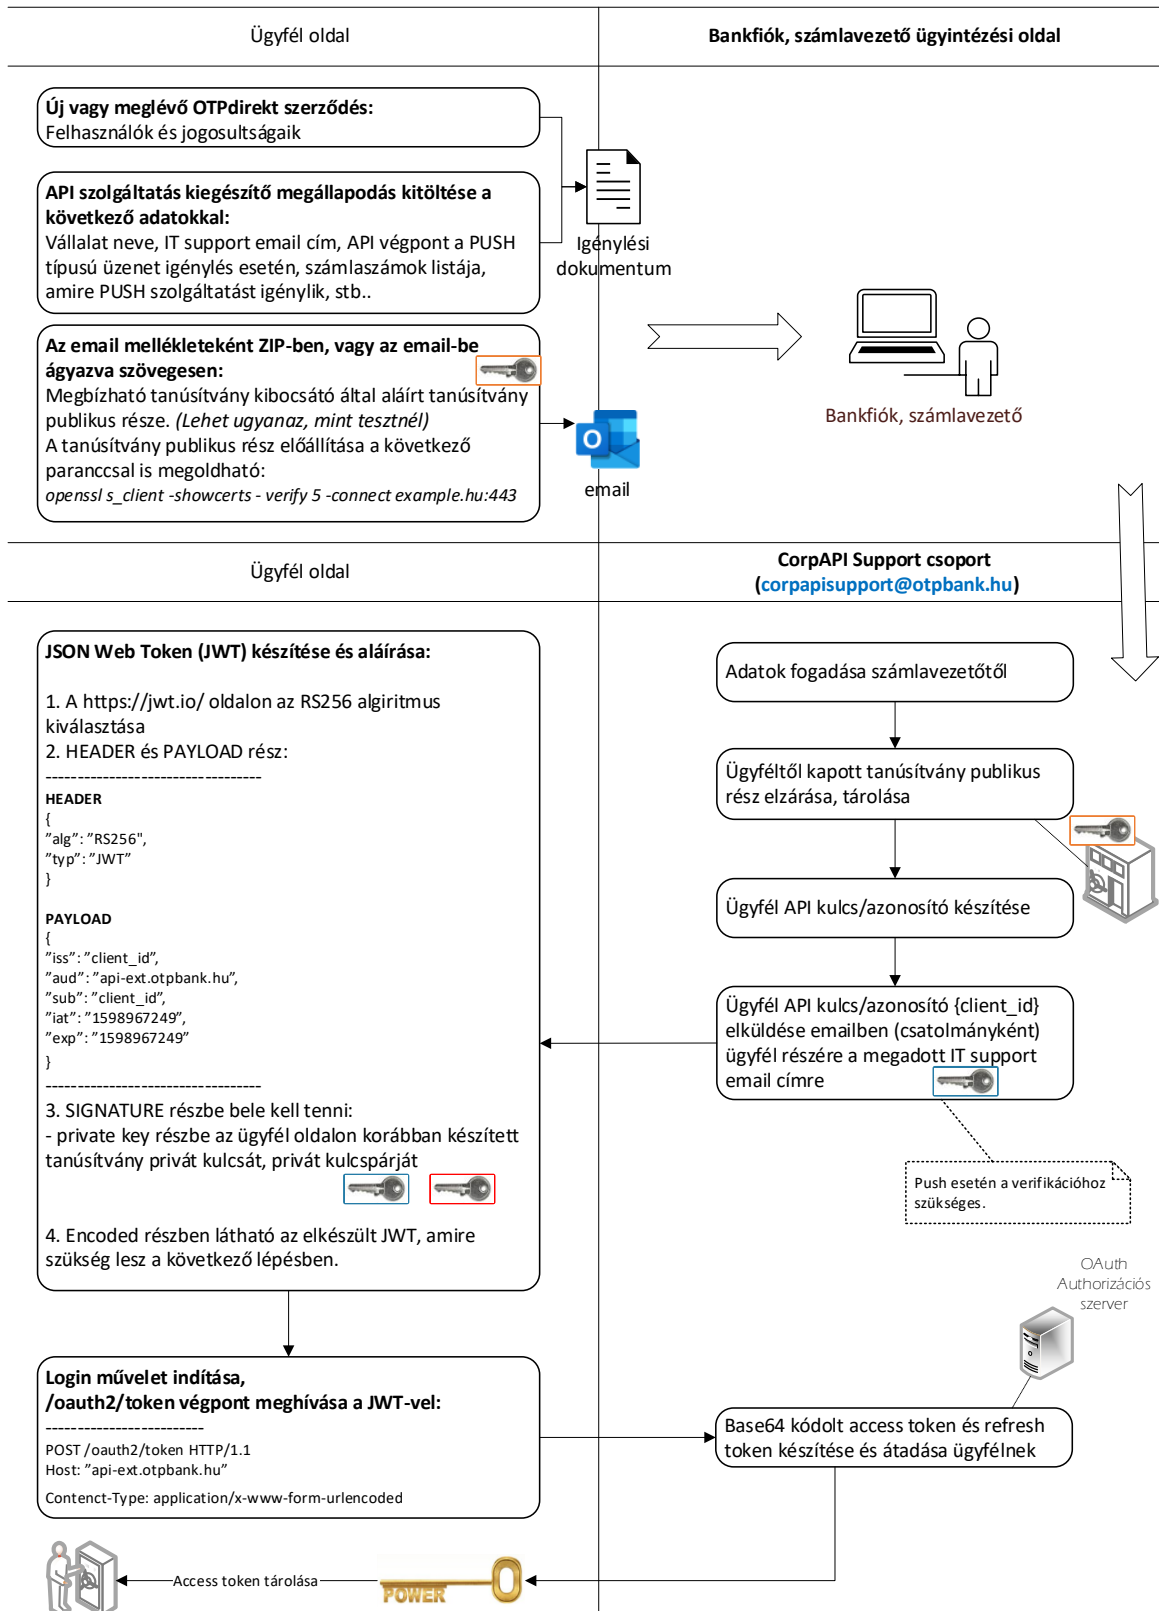 Ügyfél oldal
Bankfiók, számlavezető ügyintézési oldal
Új vagy meglévő OTPdirekt szerződés:
Felhasználók és jogosultságaik
API szolgáltatás kiegészítő megállapodás kitöltése a
következő adatokkal:
Vállalat neve, IT support email cím, API végpont a PUSH
típusú üzenet igénylés esetén, számlaszámok listája,
amire PUSH szolgáltatást igénylik, stb..
Igénylési
dokumentum
Az email mellékleteként ZIP-ben, vagy az email-be
ágyazva szövegesen:
Megbízható tanúsítvány kibocsátó által aláírt tanúsítvány
publikus része. (Lehet ugyanaz, mint tesztnél)
A tanúsítvány publikus rész előállítása a következő
paranccsal is megoldható:
openssl s_client -showcerts - verify 5 -connect example.hu:443
O
email
Bankfiók, számlavezető
Ügyfél oldal
CorpAPI Support csoport
(corpapisupport@otpbank.hu)
JSON Web Token (JWT) készítése és aláírása:
1. A https://jwt.io/ oldalon az RS256 algiritmus
kiválasztása
2. HEADER és PAYLOAD rész:
----------------------------------
HEADER
{
”alg”: ”RS256",
”typ”: ”JWT”
}
PAYLOAD
{
”iss”: ”client_id”,
”aud”: ”api-ext.otpbank.hu”,
”sub”: ”client_id”,
”iat”: ”1598967249”,
”exp”: ”1598967249”
}
----------------------------------
3. SIGNATURE részbe bele kell tenni:
- private key részbe az ügyfél oldalon korábban készített
tanúsítvány privát kulcsát, privát kulcspárját
4. Encoded részben látható az elkészült JWT, amire
szükség lesz a következő lépésben.
Adatok fogadása számlavezetőtől
Ügyféltől kapott tanúsítvány publikus
rész elzárása, tárolása
Ügyfél API kulcs/azonosító készítése
Ügyfél API kulcs/azonosító {client_id}
elküldése emailben (csatolmányként)
ügyfél részére a megadott IT support
email címre
Push esetén a verifikációhoz
szükséges.
OAuth
Authorizációs
szerver
Login művelet indítása,
/oauth2/token végpont meghívása a JWT-vel:
-------------------------
POST /oauth2/token HTTP/1.1
Host: ”api-ext.otpbank.hu”
Contenct-Type: application/x-www-form-urlencoded
Base64 kódolt access token és refresh
token készítése és átadása ügyfélnek
Access token tárolása
POWER